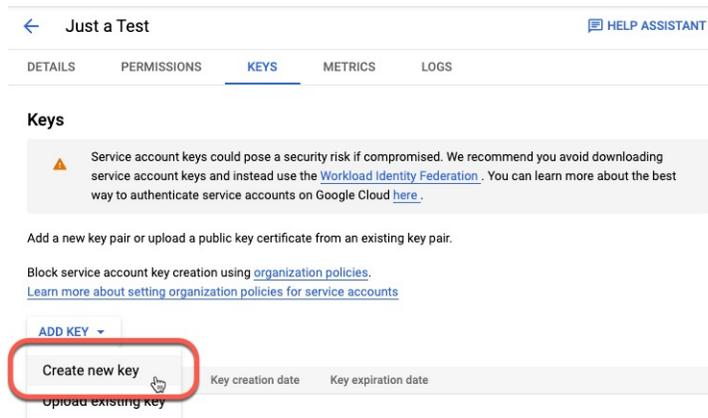 Just a Test
HELP ASSISTANT
DETAILS PERMISSIONS KEYS METRICS LOGS
Keys
Service account keys could pose a security risk if compromised. We recommend you avoid downloading
service account keys and instead use the Workload Identity Federation . You can learn more about the best
way to authenticate service accounts on Google Cloud here .
Add a new key pair or upload a public key certificate from an existing key pair.
Block service account key creation using organization policies.
Learn more about setting organization policies for service accounts
ADD KEY
Create new key
Key creation date Key expiration date
Upload existing key